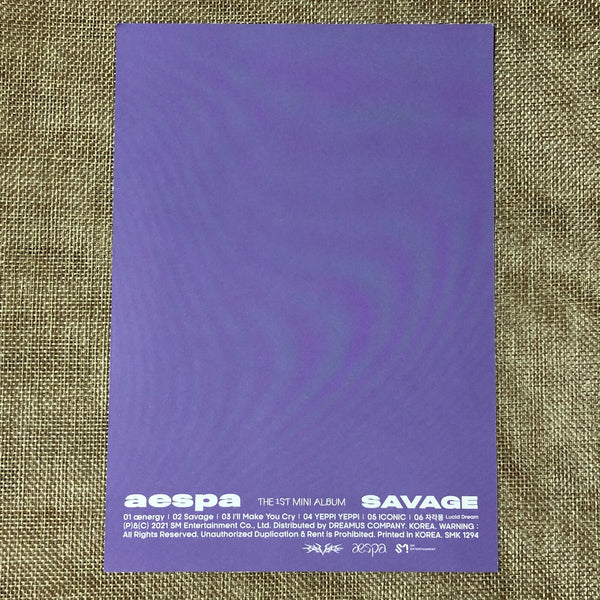 aespa THE 1ST MINI ALBUM SAVAGE
01 ænergy | 02 Savage | 03 I'll Make You Cry | 04 YEPPI YEPPI | 05 ICONIC | 06 자각몽 Lucid Dream
(P)&(C) 2021 SM Entertainment Co., Ltd. Distributed by DREAMUS COMPANY. KOREA. WARNING :
All Rights Reserved. Unauthorized Duplication & Rent is Prohibited. Printed in KOREA. SMK 1294
aespa SM ENTERTAINMENT